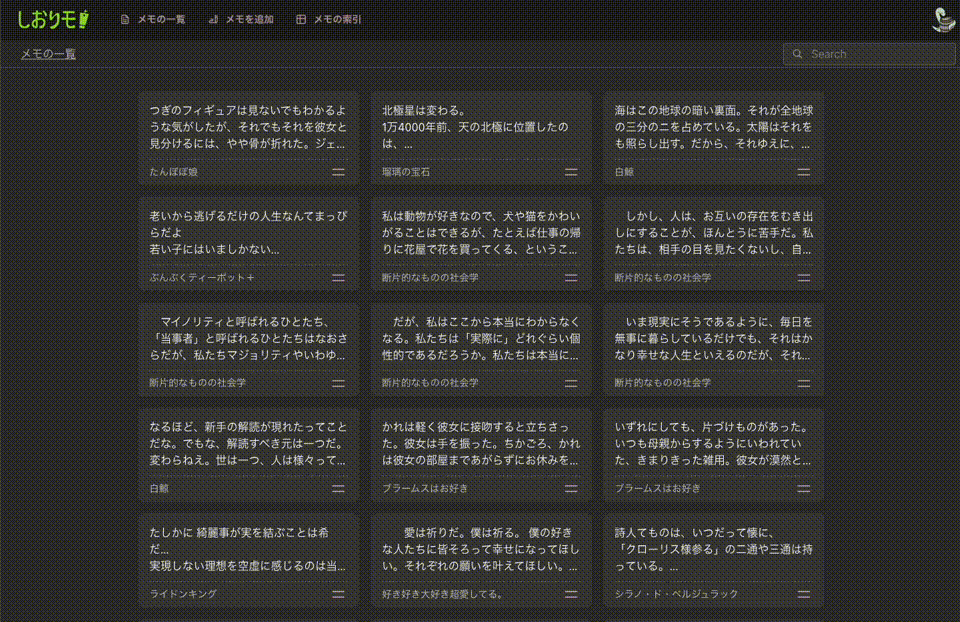 しおりモ
メモの一覧
メモを追加
メモの索引
メモの一覧
Search
つぎのフィギュアは見ないでもわかるよ
うな気がしたが、それでもそれを彼女と
見分けるには、やや骨が折れた。ジェ…
たんぽぽ娘
北極星は変わる。
1万4000年前、天の北極に位置したの
は、…
瑠璃の宝石
海はこの地球の暗い裏面。それが全地球
の三分のニを占めている。太陽はそれを
も照らし出す。だから、それゆえに、…
白鯨
老いから逃げるだけの人生なんてまっぴ
らだよ
若い子にはいましかない…
ぶんぶくティーポット＋
私は動物が好きなので、犬や猫をかわい
がることはできるが、たとえば仕事の帰
りに花屋で花を買ってくる、というこ…
断片的なものの社会学
しかし、人は、お互いの存在をむき出
しにすることが、ほんとうに苦手だ。私
たちは、相手の目を見たくないし、自…
断片的なものの社会学
マイノリティと呼ばれるひとたち、
「当事者」と呼ばれるひとたちはなおさ
らだが、私たちマジョリティやいわゆ…
断片的なものの社会学
だが、私はここから本当にわからなく
なる。私たちは「実際に」どれぐらい個
性的であるだろうか。私たちは本当に…
断片的なものの社会学
いま現実にそうであるように、毎日を
無事に暮らしているだけでも、それはか
なり幸せな人生といえるのだが、それ…
断片的なものの社会学
なるほど、新手の解読が現れたってこと
だな。でもな、解読すべき元は一つだ。
変わらねえ。世は一つ、人は様々って…
白鯨
かれは軽く彼女に接吻すると立ちさっ
た。彼女は手を振った。ちかごろ、かれ
は彼女の部屋まであがらずにお休みを…
ブラームスはお好き
いずれにしても、片づけものがあった。
いつも母親からするようにいわれてい
た、きまりきった雑用。彼女が漠然と…
ブラームスはお好き
たしかに 綺麗事が実を結ぶことは希
だ…
実現しない理想を空虚に感じるのは当…
ライドンキング
愛は祈りだ。僕は祈る。 僕の好き
な人たちに皆そろって幸せになってほし
い。それぞれの願いを叶えてほしい。…
好き好き大好き超愛してる。
詩人てものは、いつだって懐に、
「クローリス様参る」の二通や三通は持
っている。…
シラノ・ド・ベルジュラック